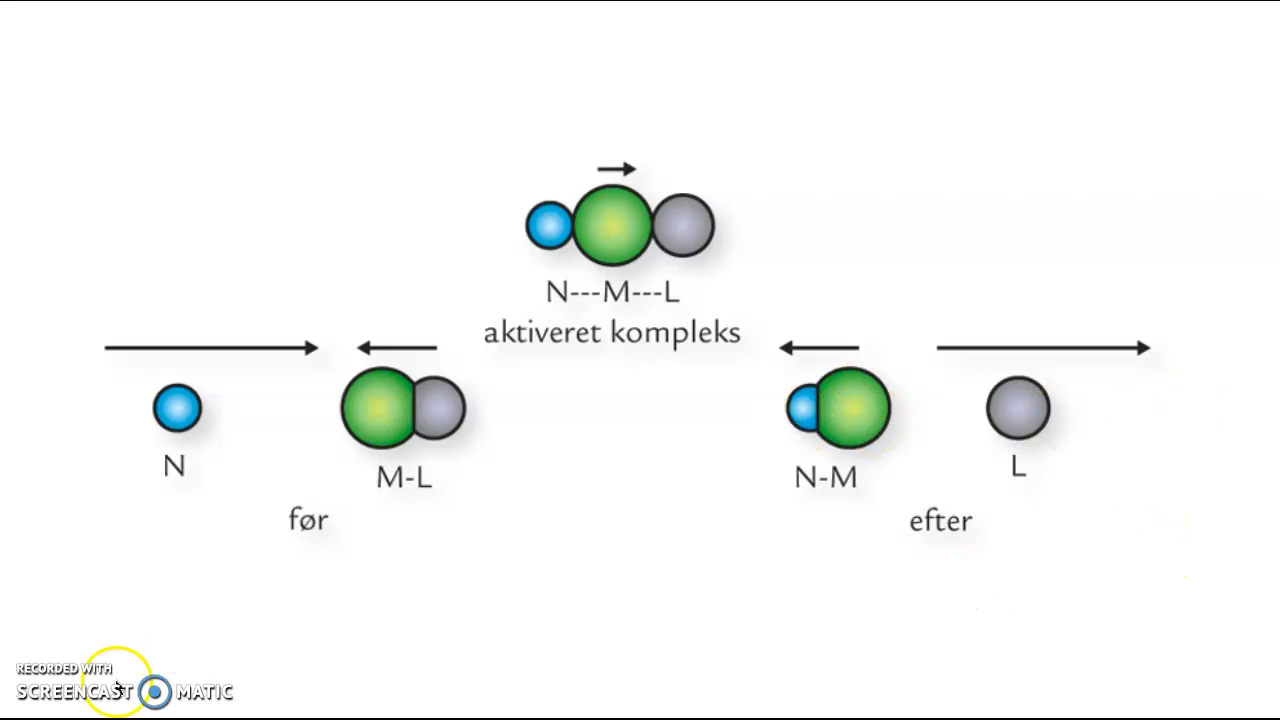 N---M---L
aktiveret kompleks
N
M-L
N-M
L
før
efter
RECORDED WITH
SCREENCAST MATIC